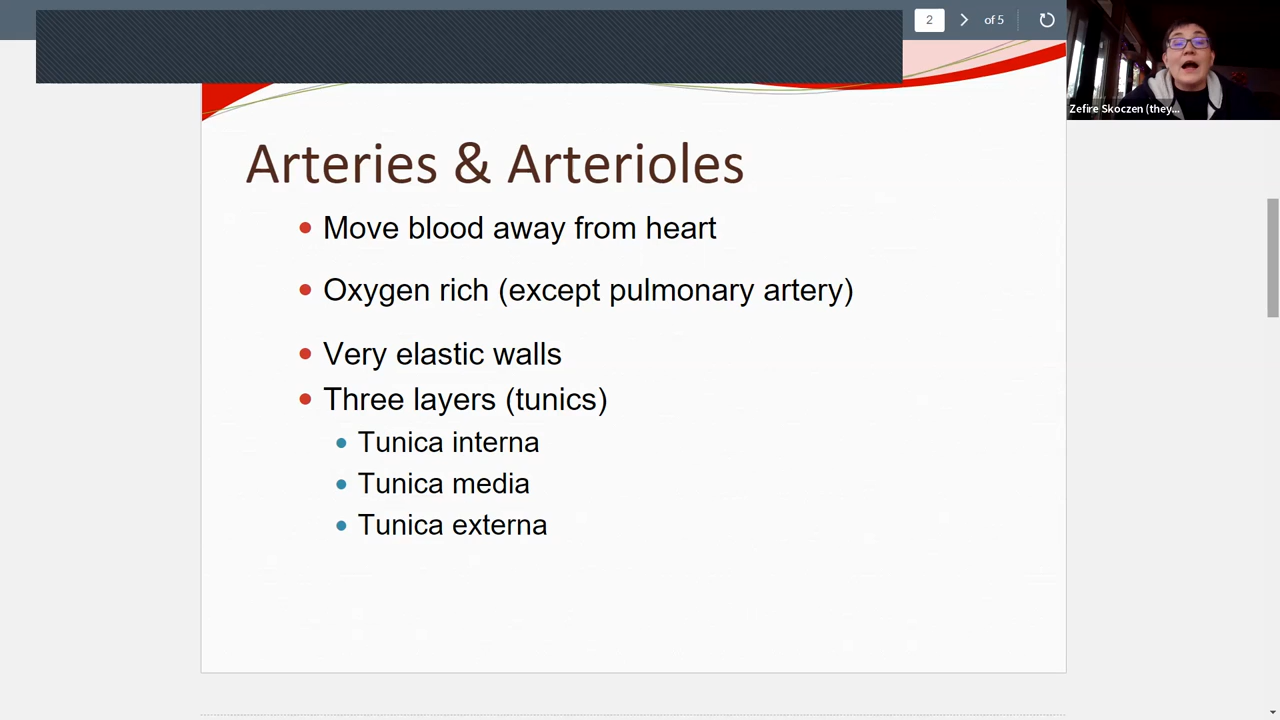 2
of 5
Zefire Skoczen (they...
Arteries & Arterioles
Move blood away from heart
Oxygen rich (except pulmonary artery)
Very elastic walls
Three layers (tunics)
Tunica interna
Tunica media
Tunica externa